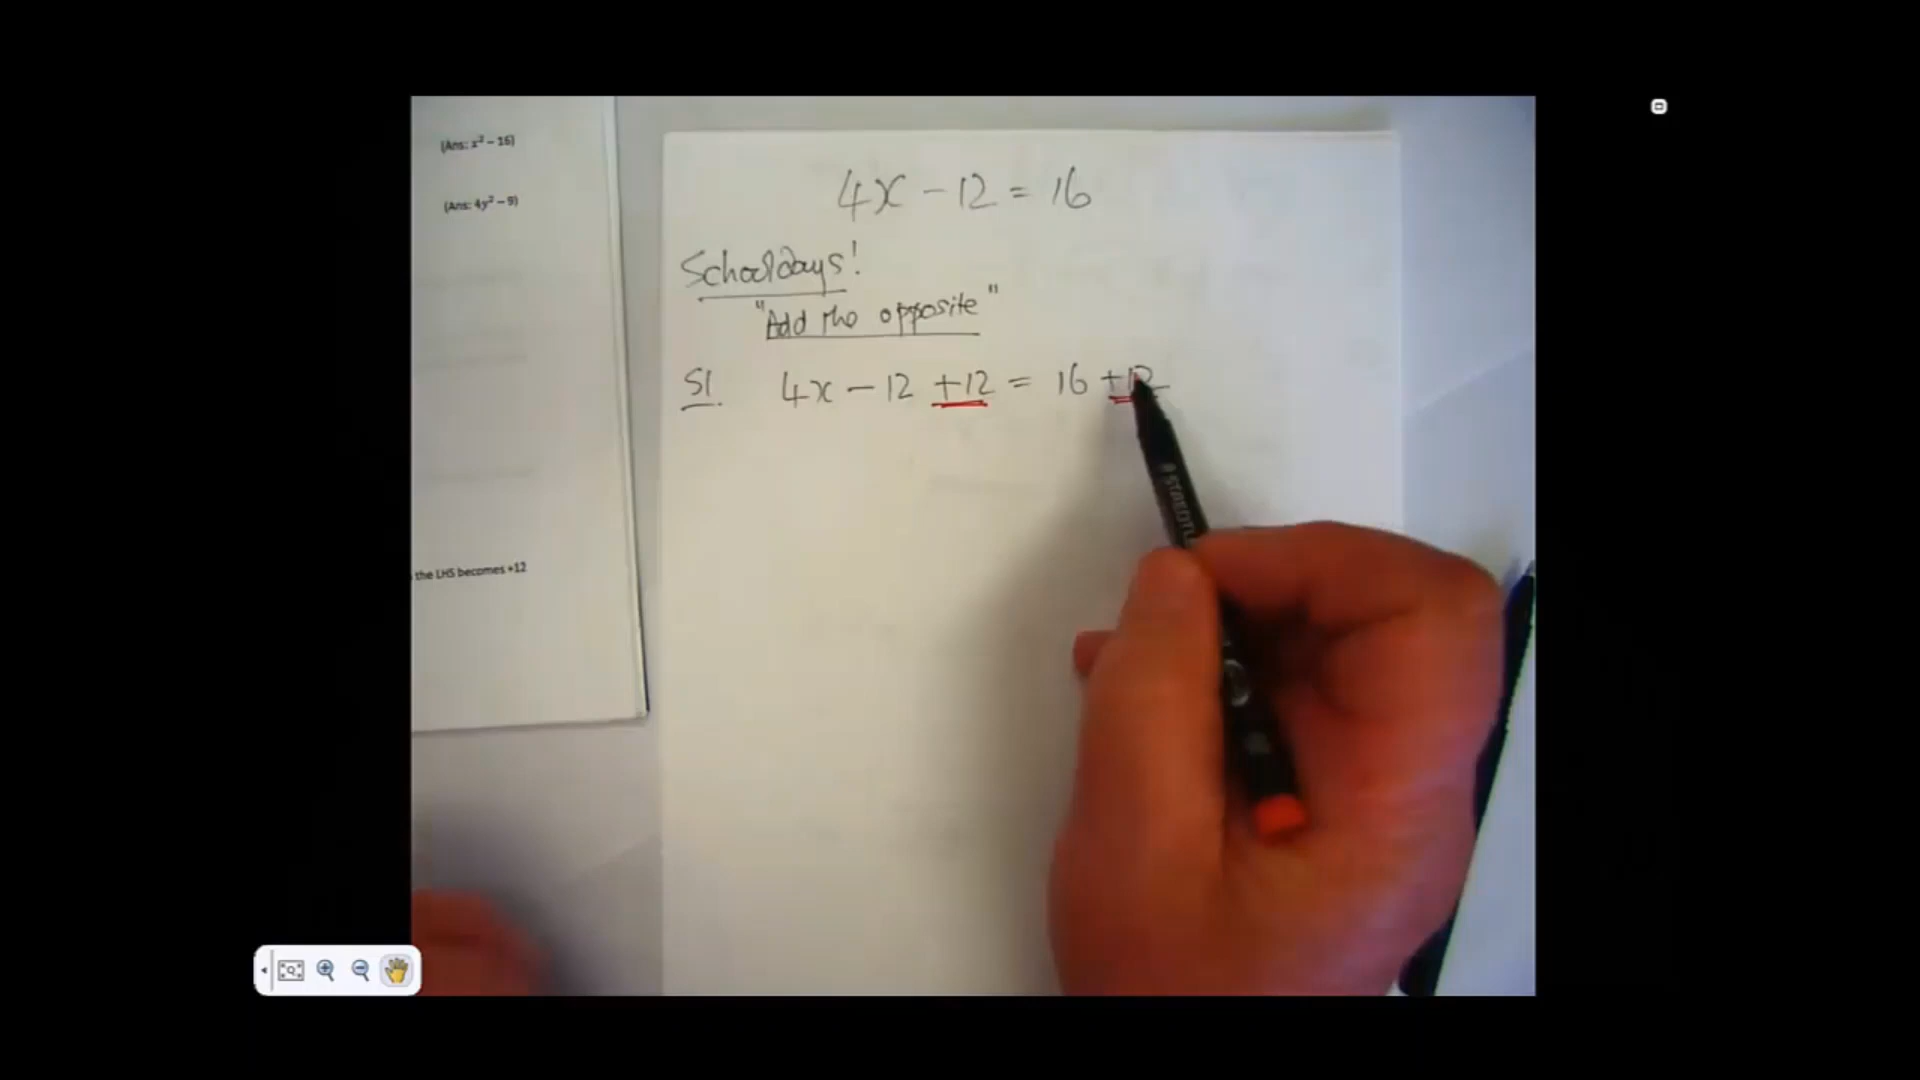 (Ans: x² – 16)
(Ans: 4y² – 9)
the LHS becomes +12
4x – 12 = 16
Schooldays!
"Add the opposite"
S1 4x – 12 +12 = 16 +12
STAEDTL